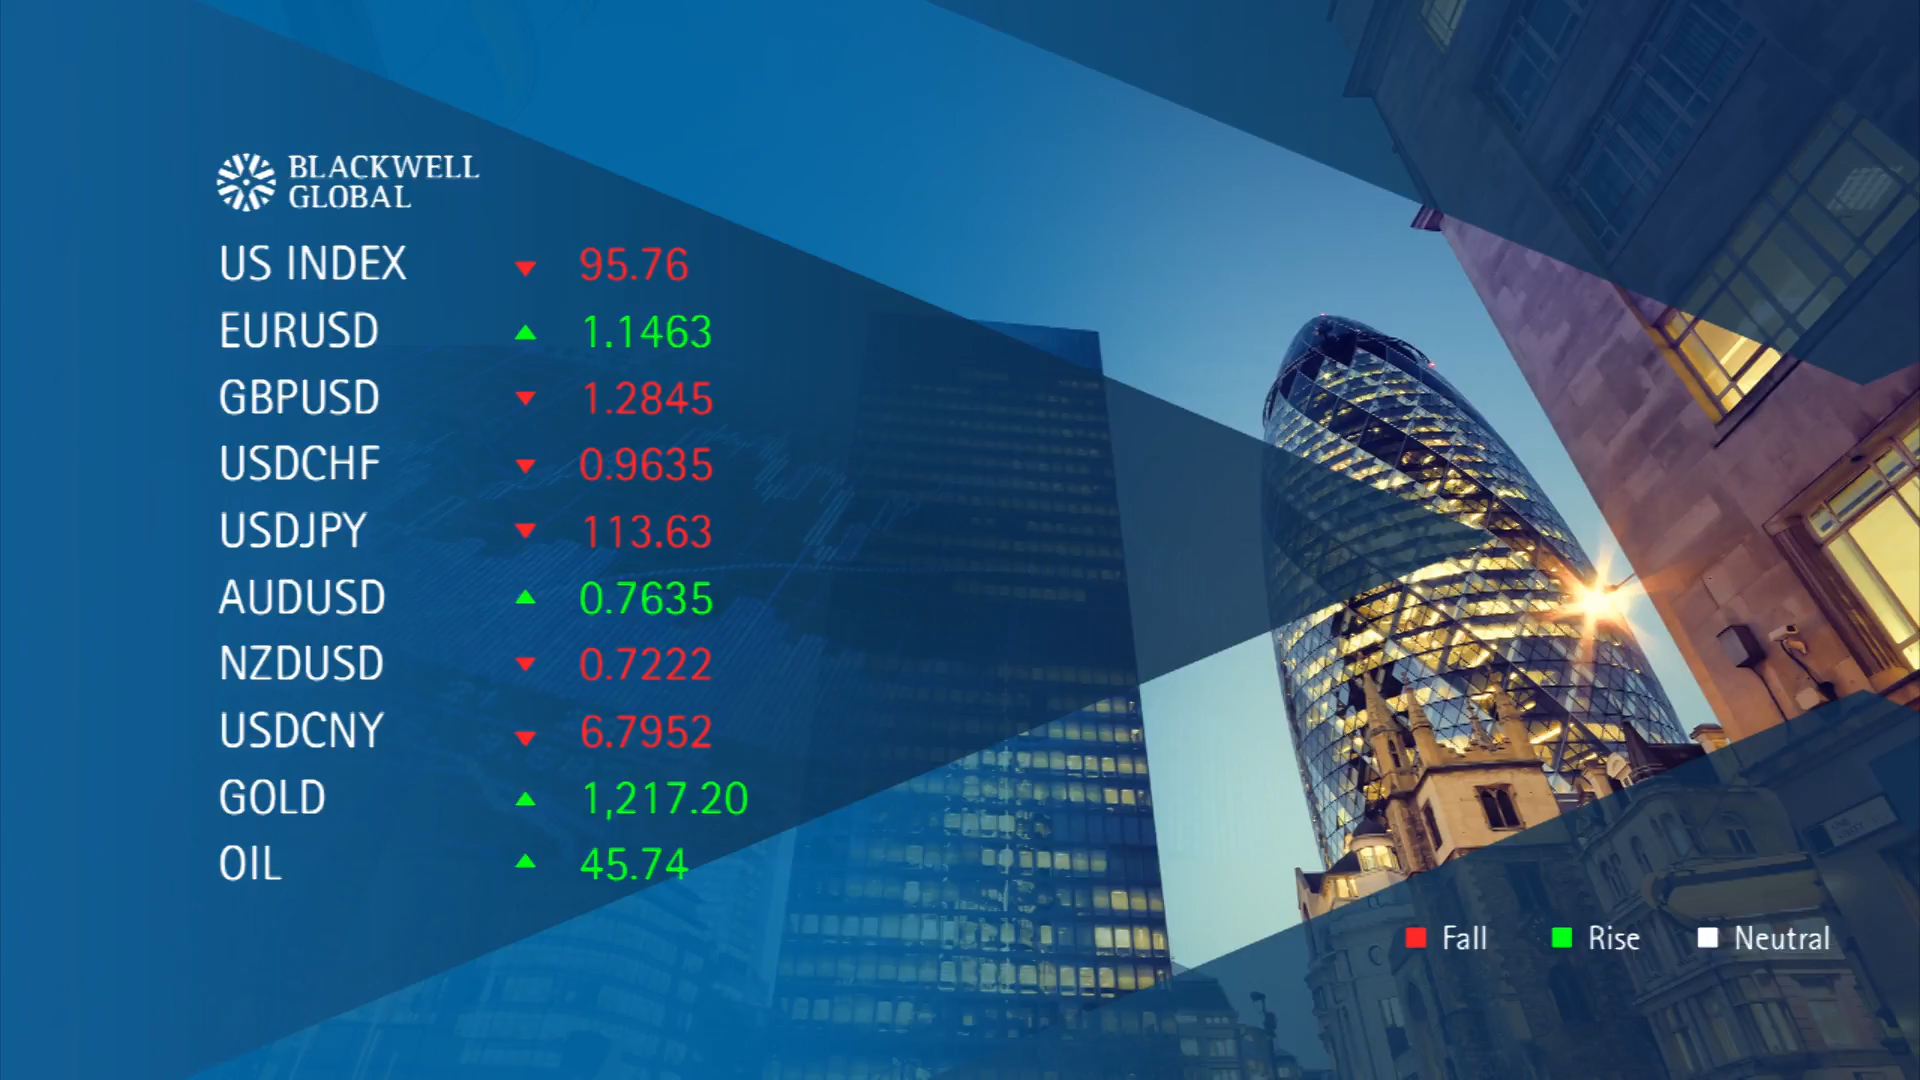 BLACKWELL
GLOBAL
US INDEX ▼ 95.76
EURUSD ▲ 1.1463
GBPUSD ▼ 1.2845
USDCHF ▼ 0.9635
USDJPY ▼ 113.63
AUDUSD ▲ 0.7635
NZDUSD ▼ 0.7222
USDCNY ▼ 6.7952
GOLD ▲ 1,217.20
OIL ▲ 45.74
Fall Rise Neutral